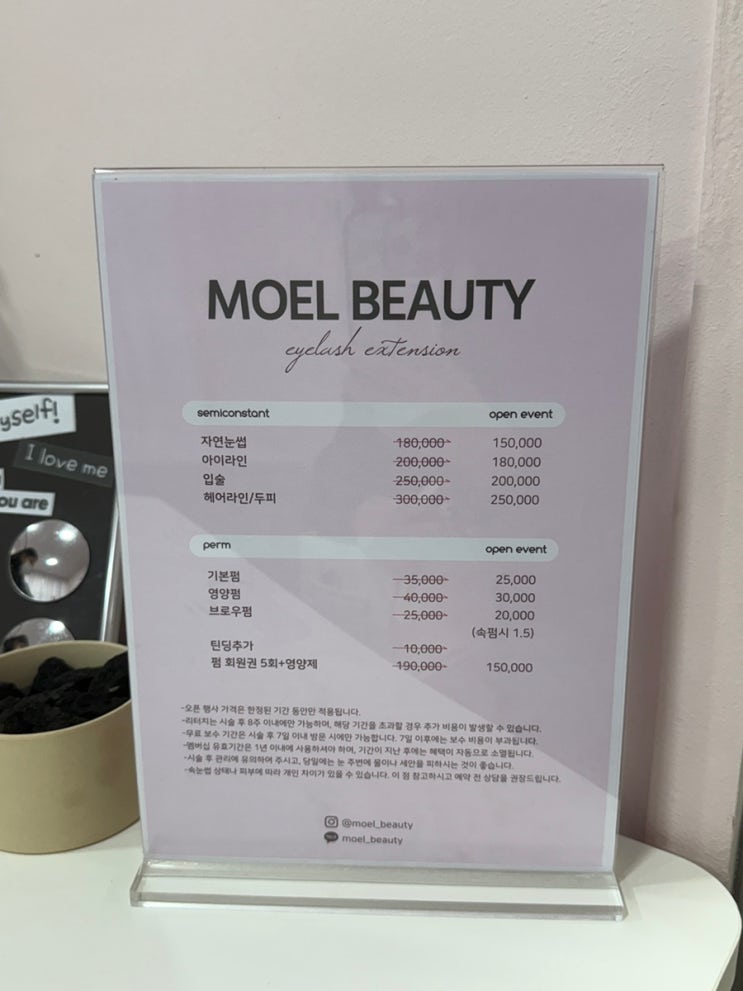 MOEL BEAUTY
eyelash extension
semiconstant open event
자연눈썹 180,000~ 150,000
아이라인 200,000~ 180,000
입술 250,000~ 200,000
헤어라인/두피 300,000~ 250,000
perm open event
기본펌 35,000~ 25,000
영양펌 40,000~ 30,000
브로우펌 25,000~ 20,000
(속펌시 1.5)
틴딩추가 10,000~
펌 회원권 5회+영양제 190,000~ 150,000
-오픈 행사 가격은 한정된 기간 동안만 적용됩니다.
-리터치는 시술 후 8주 이내에만 가능하며, 해당 기간을 초과할 경우 추가 비용이 발생할 수 있습니다.
-무료 보수 기간은 시술 후 7일 이내 방문 시에만 가능합니다. 7일 이후에는 보수 비용이 부과됩니다.
-멤버십 유효기간은 1년 이내에 사용하셔야 하며, 기간이 지난 후에는 혜택이 자동으로 소멸됩니다.
-시술 후 관리에 유의하여 주시고, 당일에는 눈 주변에 물이나 세안을 피하시는 것이 좋습니다.
-속눈썹 상태나 피부에 따라 개인 차이가 있을 수 있습니다. 이 점 참고하시고 예약 전 상담을 권장드립니다.
@moel_beauty
moel_beauty
yself!
I love me
ou are